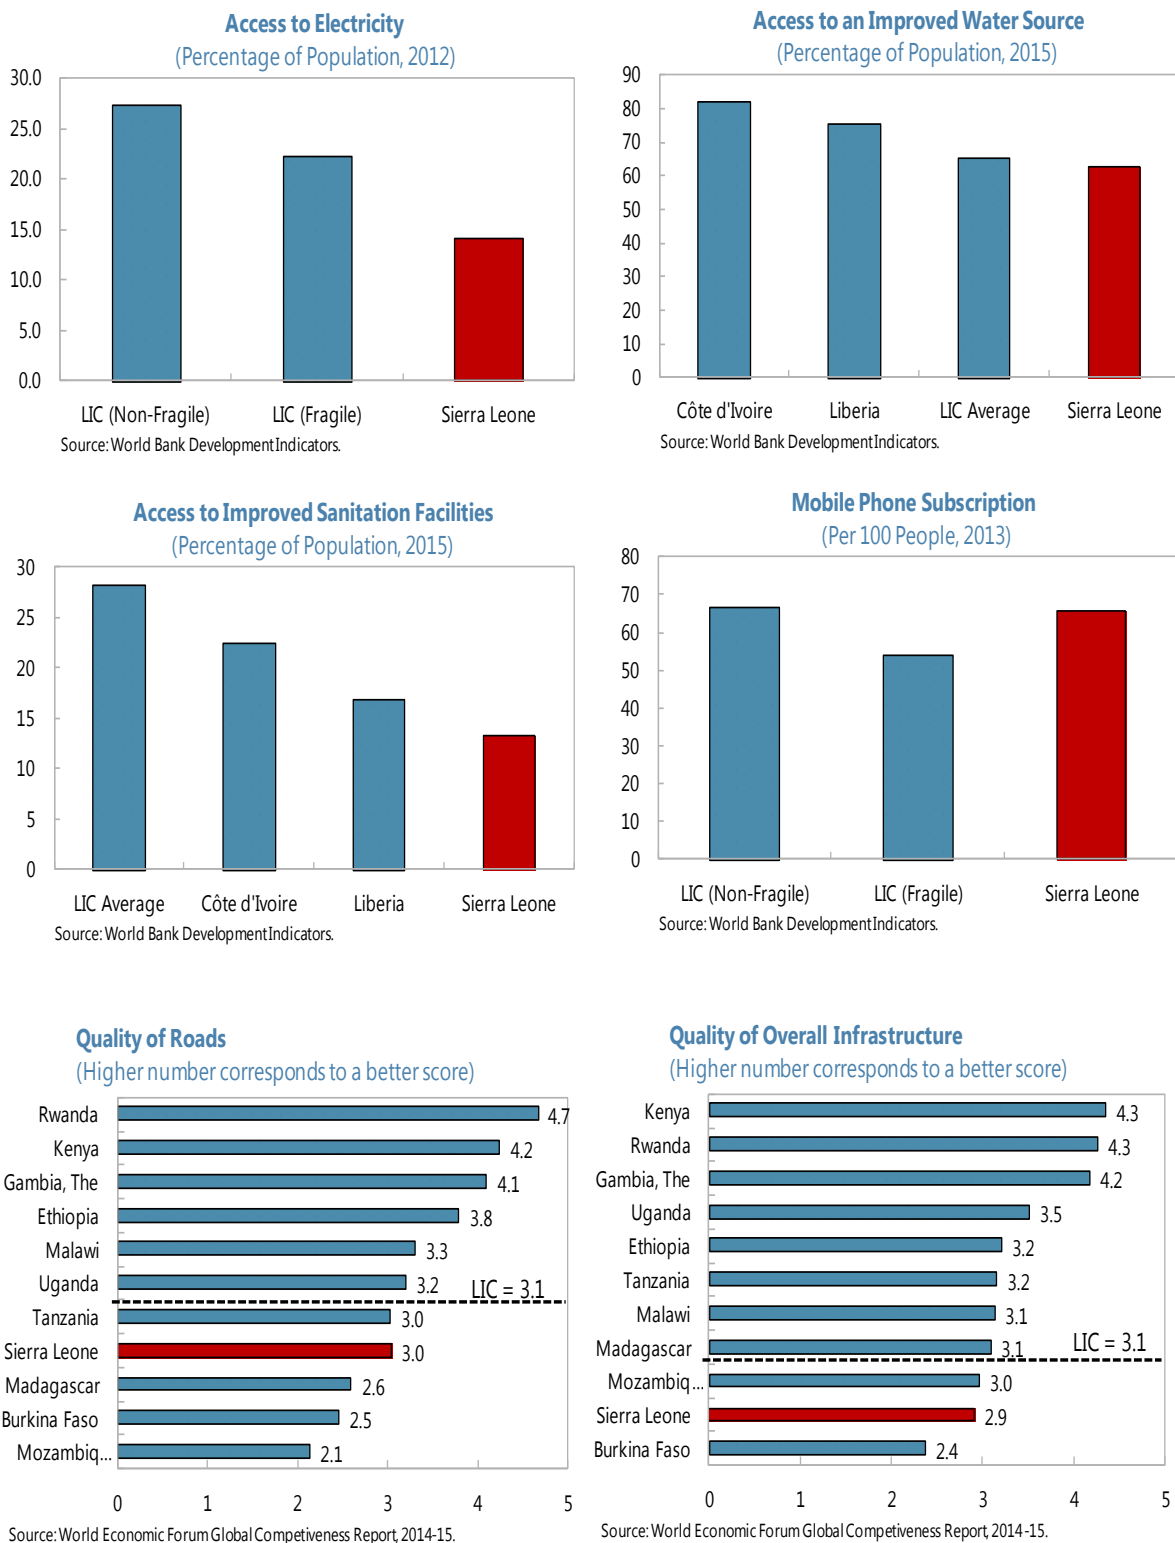 Access to Electricity
(Percentage of Population, 2012)
30.0
25.0
20.0
15.0
10.0
5.0
0.0
LIC (Non-Fragile) LIC (Fragile) Sierra Leone
Source: World Bank Development Indicators.
Access to an Improved Water Source
(Percentage of Population, 2015)
90
80
70
60
50
40
30
20
10
0
Côte d'Ivoire Liberia LIC Average Sierra Leone
Source: World Bank Development Indicators.
Access to Improved Sanitation Facilities
(Percentage of Population, 2015)
30
25
20
15
10
5
0
LIC Average Côte d'Ivoire Liberia Sierra Leone
Source: World Bank Development Indicators.
Mobile Phone Subscription
(Per 100 People, 2013)
80
70
60
50
40
30
20
10
0
LIC (Non-Fragile) LIC (Fragile) Sierra Leone
Source: World Bank Development Indicators.
Quality of Roads
(Higher number corresponds to a better score)
Rwanda 4.7
Kenya 4.2
Gambia, The 4.1
Ethiopia 3.8
Malawi 3.3
Uganda 3.2 LIC = 3.1
Tanzania 3.0
Sierra Leone 3.0
Madagascar 2.6
Burkina Faso 2.5
Mozambiq... 2.1
0 1 2 3 4 5
Source: World Economic Forum Global Competiveness Report, 2014-15.
Quality of Overall Infrastructure
(Higher number corresponds to a better score)
Kenya 4.3
Rwanda 4.3
Gambia, The 4.2
Uganda 3.5
Ethiopia 3.2
Tanzania 3.2
Malawi 3.1
Madagascar 3.1 LIC = 3.1
Mozambiq... 3.0
Sierra Leone 2.9
Burkina Faso 2.4
0 1 2 3 4 5
Source: World Economic Forum Global Competiveness Report, 2014-15.